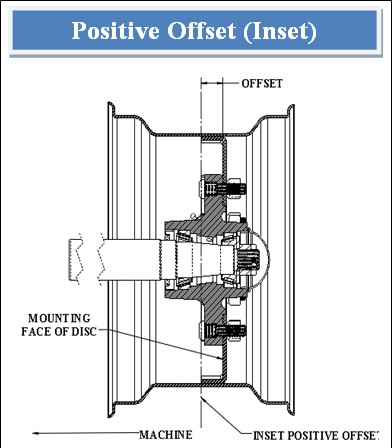 Positive Offset (Inset)
OFFSET
MOUNTING
FACE OF DISC
MACHINE
INSET POSITIVE OFFSET